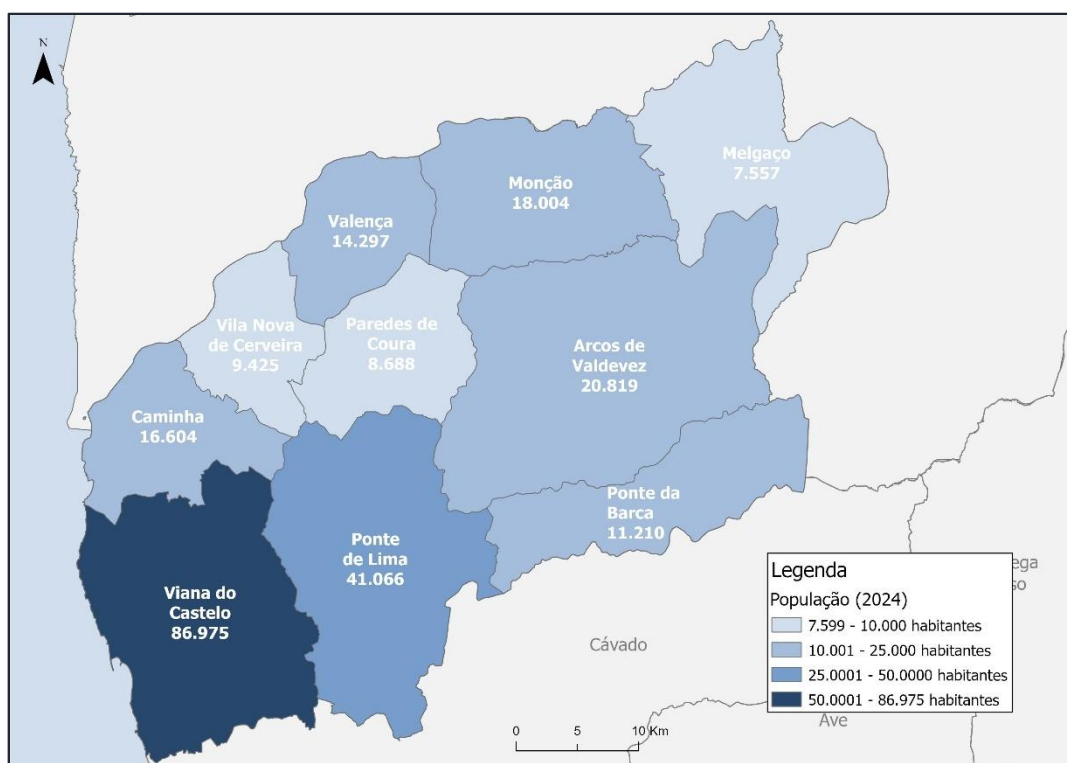 N
Melgaço
7.557
Monção
18.004
Valença
14.297
Vila Nova
de Cerveira
9.425
Paredes de
Coura
8.688
Arcos de
Valdevez
20.819
Caminha
16.604
Ponte da
Barca
11.210
Ponte
de Lima
41.066
Viana do
Castelo
86.975
Cávado
Legenda
População (2024)
7.599 - 10.000 habitantes
10.001 - 25.000 habitantes
25.0001 - 50.0000 habitantes
50.0001 - 86.975 habitantes
ega
so
Ave
0 5 10 Km